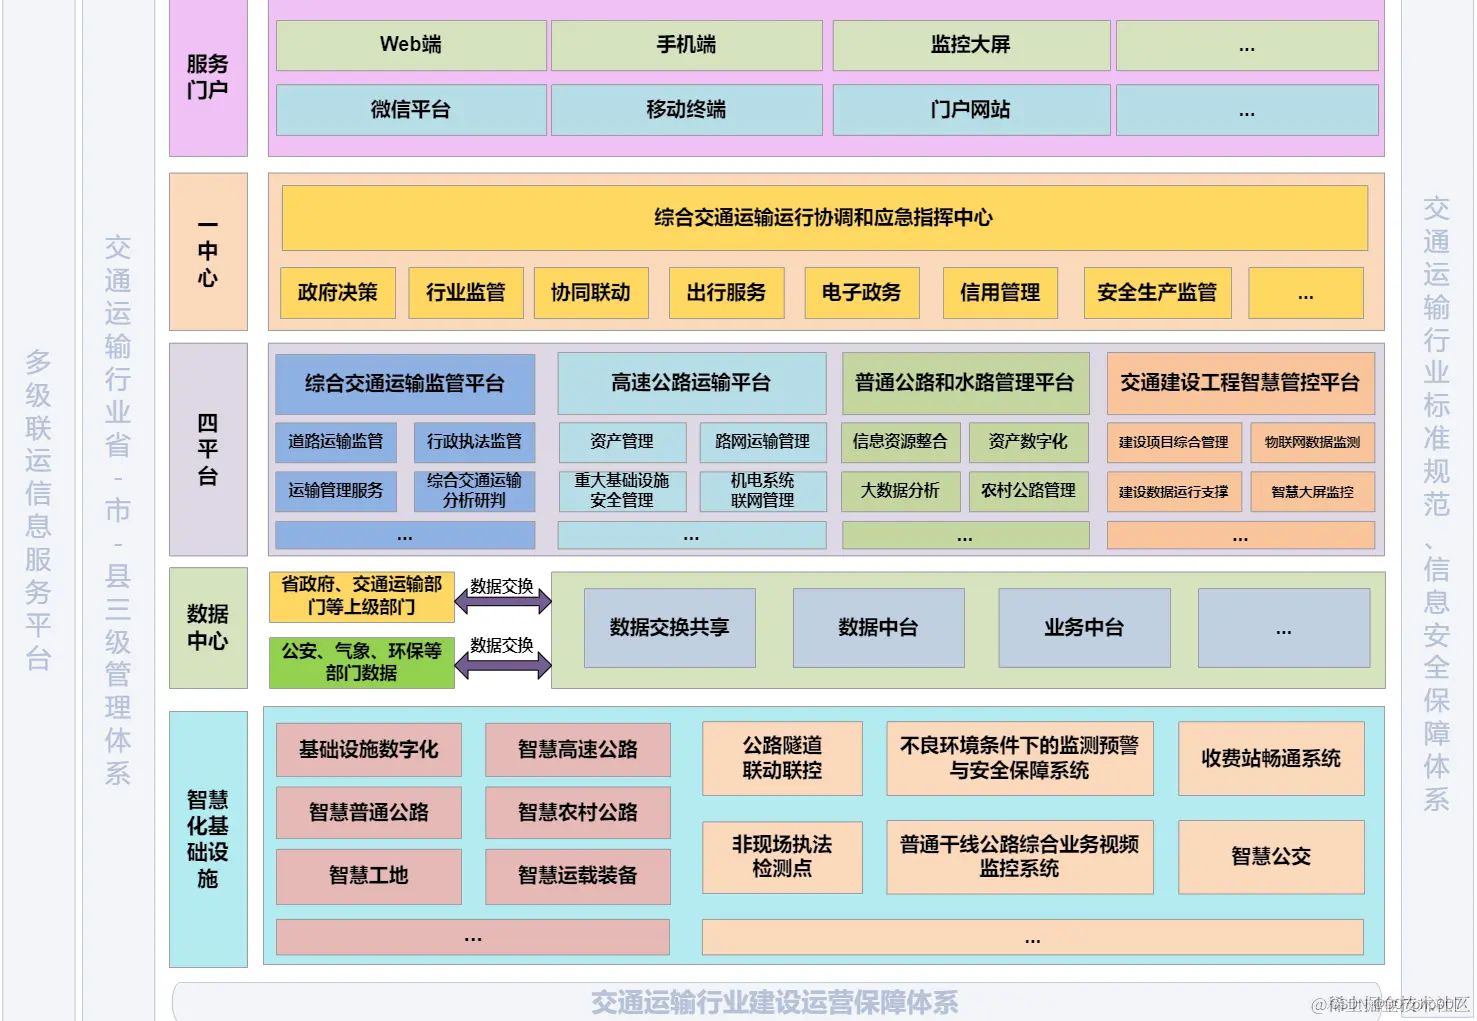 多级联运信息服务平台
交通运输行业省-市-县三级管理体系
服务
门户
Web端
手机端
监控大屏
...
微信平台
移动终端
门户网站
...
一
中
心
综合交通运输运行协调和应急指挥中心
政府决策
行业监管
协同联动
出行服务
电子政务
信用管理
安全生产监管
...
四
平
台
综合交通运输监管平台
道路运输监管
行政执法监管
运输管理服务
综合交通运输
分析研判
...
高速公路运输平台
资产管理
路网运输管理
重大基础设施
安全管理
机电系统
联网管理
...
普通公路和水路管理平台
信息资源整合
资产数字化
大数据分析
农村公路管理
...
交通建设工程智慧管控平台
建设项目综合管理
物联网数据监测
建设数据运行支撑
智慧大屏监控
...
数据
中心
省政府、交通运输部
门等上级部门
数据交换
公安、气象、环保等
部门数据
数据交换
数据交换共享
数据中台
业务中台
...
智慧
化基
础设
施
基础设施数字化
智慧高速公路
智慧普通公路
智慧农村公路
智慧工地
智慧运载装备
...
公路隧道
联动联控
不良环境条件下的监测预警
与安全保障系统
收费站畅通系统
非现场执法
检测点
普通干线公路综合业务视频
监控系统
智慧公交
...
交通运输行业标准规范、信息安全保障体系
交通运输行业建设运营保障体系